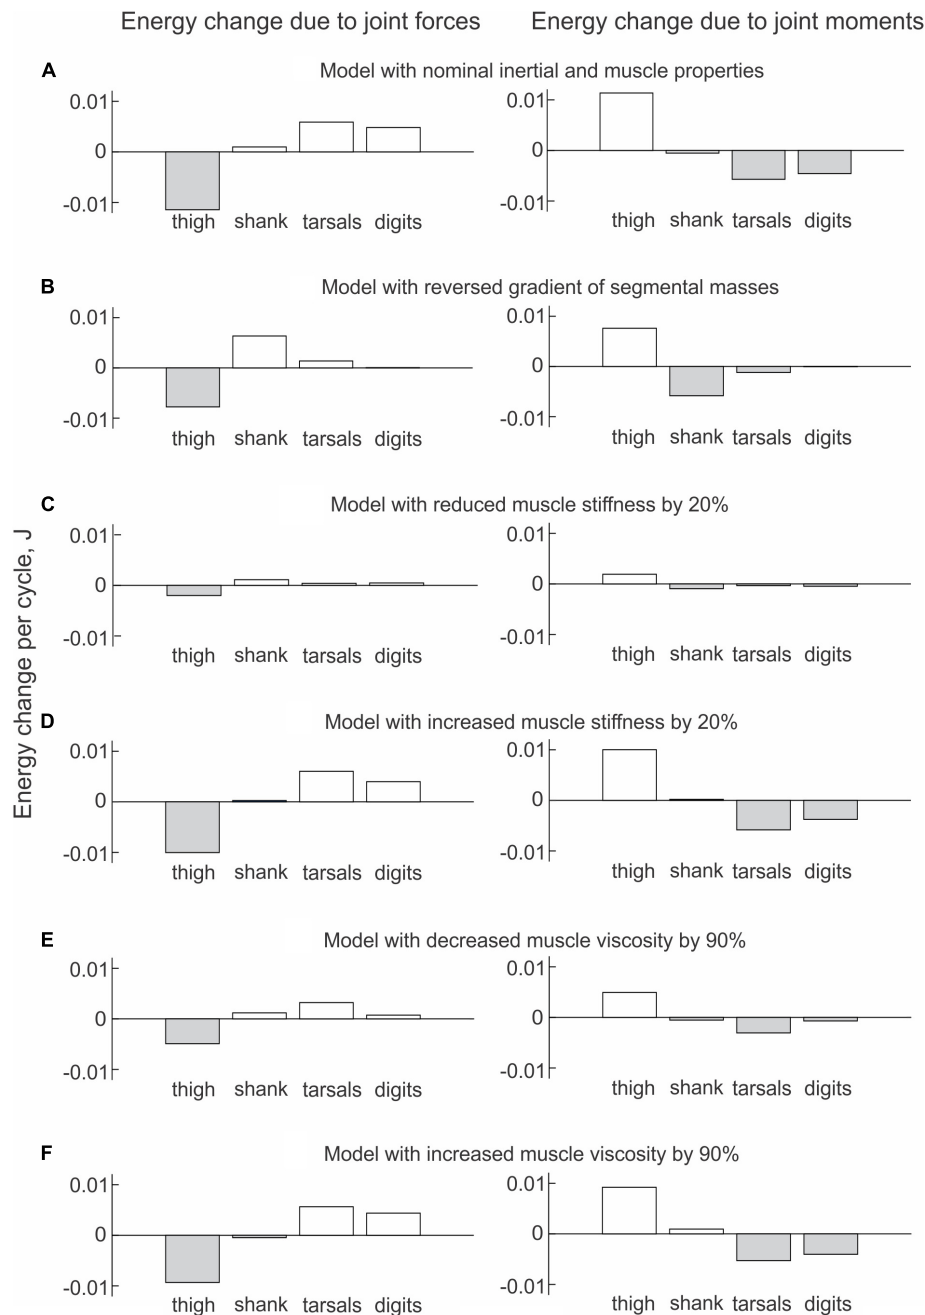 Energy change due to joint forces Energy change due to joint moments
A Model with nominal inertial and muscle properties
0.01 0.01
0 0
-0.01 -0.01
thigh shank tarsals digits thigh shank tarsals digits
B Model with reversed gradient of segmental masses
0.01 0.01
0 0
-0.01 -0.01
thigh shank tarsals digits thigh shank tarsals digits
C Model with reduced muscle stiffness by 20%
0.01 0.01
0 0
-0.01 -0.01
thigh shank tarsals digits thigh shank tarsals digits
Energy change per cycle, J
D Model with increased muscle stiffness by 20%
0.01 0.01
0 0
-0.01 -0.01
thigh shank tarsals digits thigh shank tarsals digits
E Model with decreased muscle viscosity by 90%
0.01 0.01
0 0
-0.01 -0.01
thigh shank tarsals digits thigh shank tarsals digits
F Model with increased muscle viscosity by 90%
0.01 0.01
0 0
-0.01 -0.01
thigh shank tarsals digits thigh shank tarsals digits